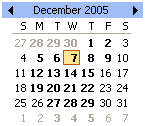 December 2005
S M T W T F S
27 28 29 30 1 2 3
4 5 6 7 8 9 10
11 12 13 14 15 16 17
18 19 20 21 22 23 24
25 26 27 28 29 30 31
1 2 3 4 5 6 7